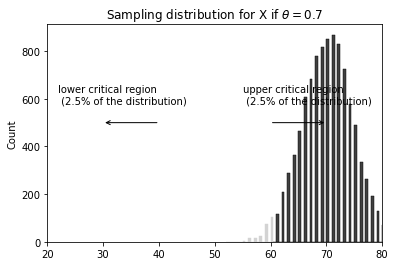 Sampling distribution for X if θ = 0.7
800
600
400
200
0
Count
lower critical region
(2.5% of the distribution)
upper critical region
(2.5% of the distribution)
20 30 40 50 60 70 80